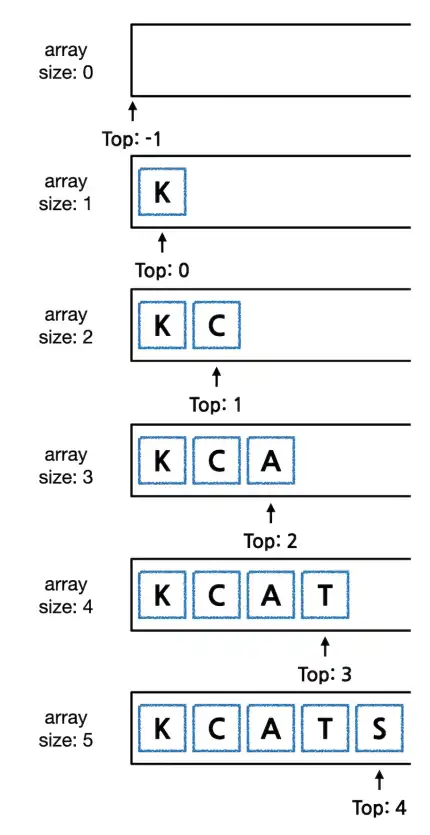 array
size: 0
Top: -1
array
size: 1
K
Top: 0
array
size: 2
K C
Top: 1
array
size: 3
K C A
Top: 2
array
size: 4
K C A T
Top: 3
array
size: 5
K C A T S
Top: 4